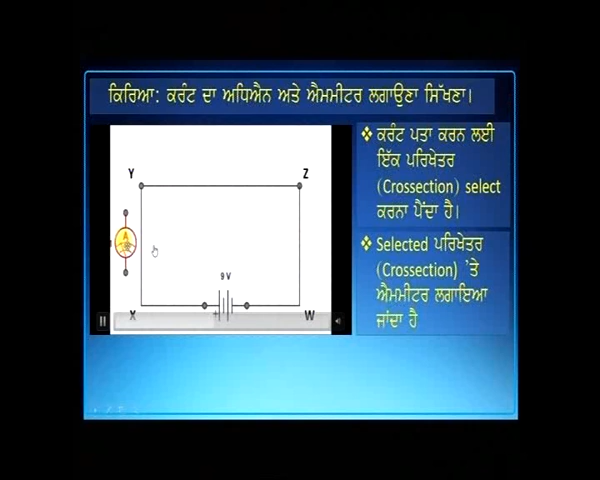 ਕਿਰਿਆ: ਕਰੰਟ ਦਾ ਅਧਿਐਨ ਅਤੇ ਐਮਮੀਟਰ ਲਗਾਉਣਾ ਸਿੱਖਣਾ।
Y
Z
A
9 V
+
X
W
❖ ਕਰੰਟ ਪਤਾ ਕਰਨ ਲਈ
ਇੱਕ ਪਰਿਖੇਤਰ
(Crossection) select
ਕਰਨਾ ਪੈਂਦਾ ਹੈ।
❖ Selected ਪਰਿਖੇਤਰ
(Crossection) 'ਤੇ
ਐਮਮੀਟਰ ਲਗਾਇਆ
ਜਾਂਦਾ ਹੈ